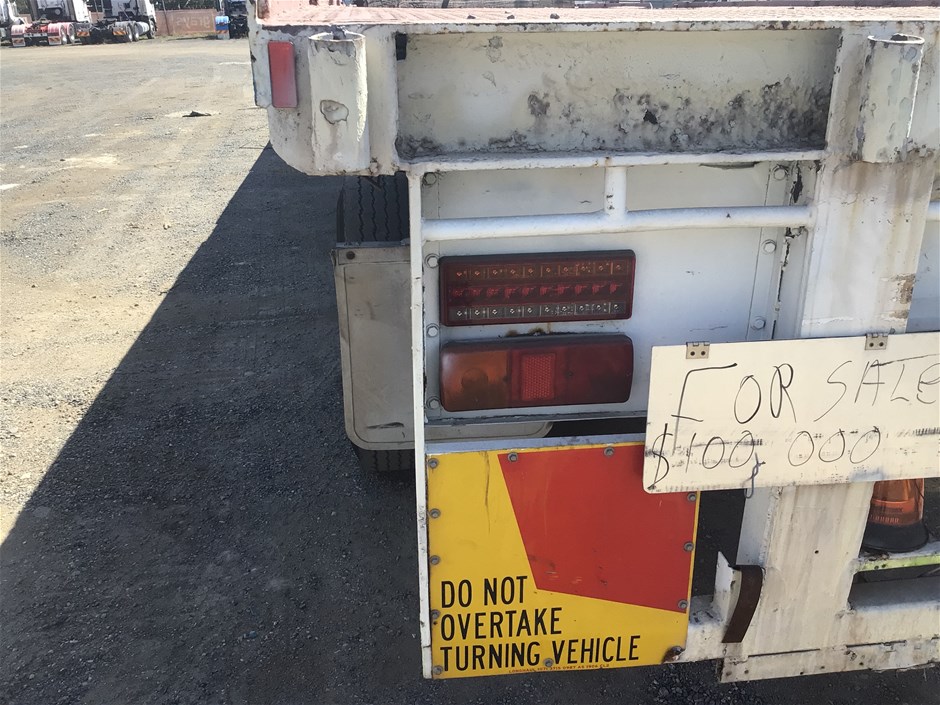 FOR SALE
$100,000
DO NOT
OVERTAKE
TURNING VEHICLE